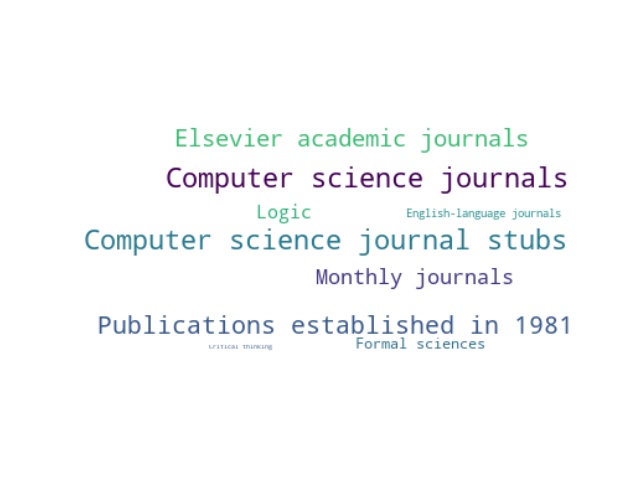 Elsevier academic journals
Computer science journals
Logic
English-language journals
Computer science journal stubs
Monthly journals
Publications established in 1981
Formal sciences
Critical thinking